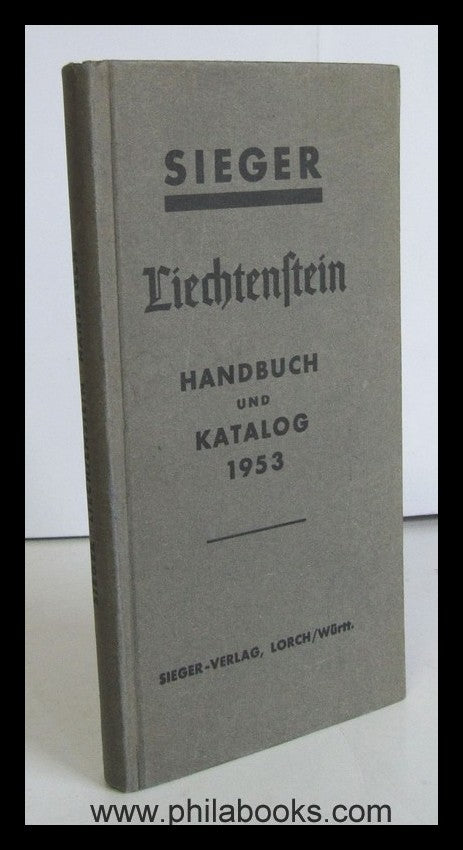 SIEGER
Liechtenſtein
HANDBUCH
UND
KATALOG
1953
SIEGER-VERLAG, LORCH/Württ.
www.philabooks.com